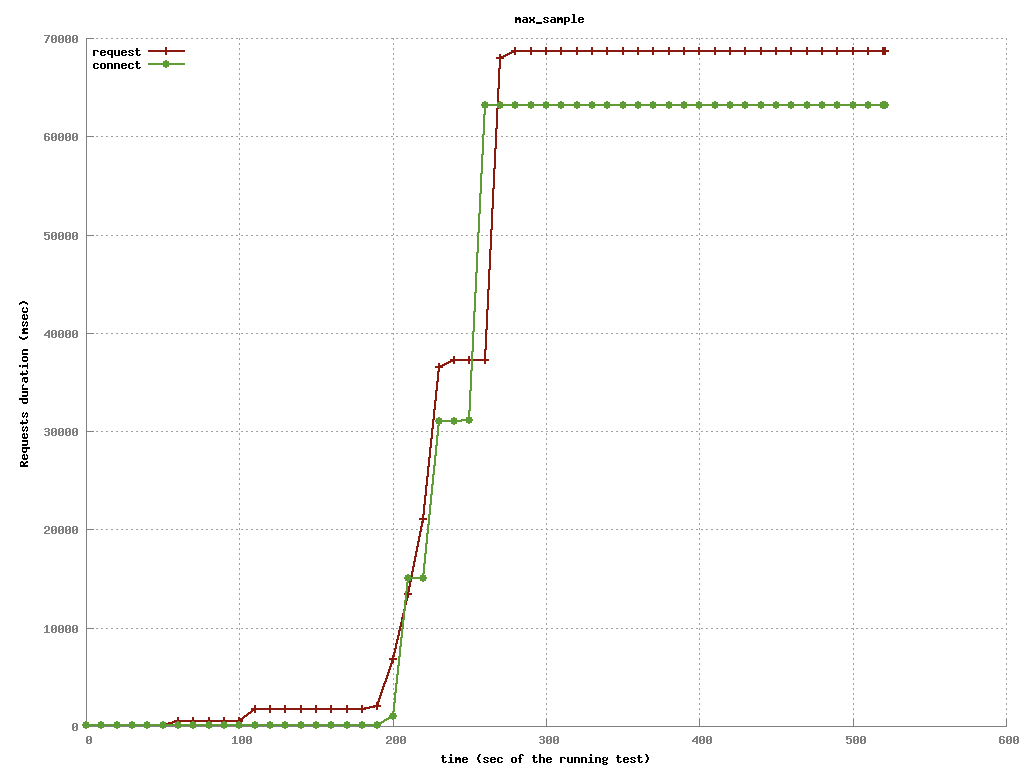 max_sample
request
connect
70000
60000
50000
40000
30000
20000
10000
0
Requests duration (msec)
0 100 200 300 400 500 600
time (sec of the running test)